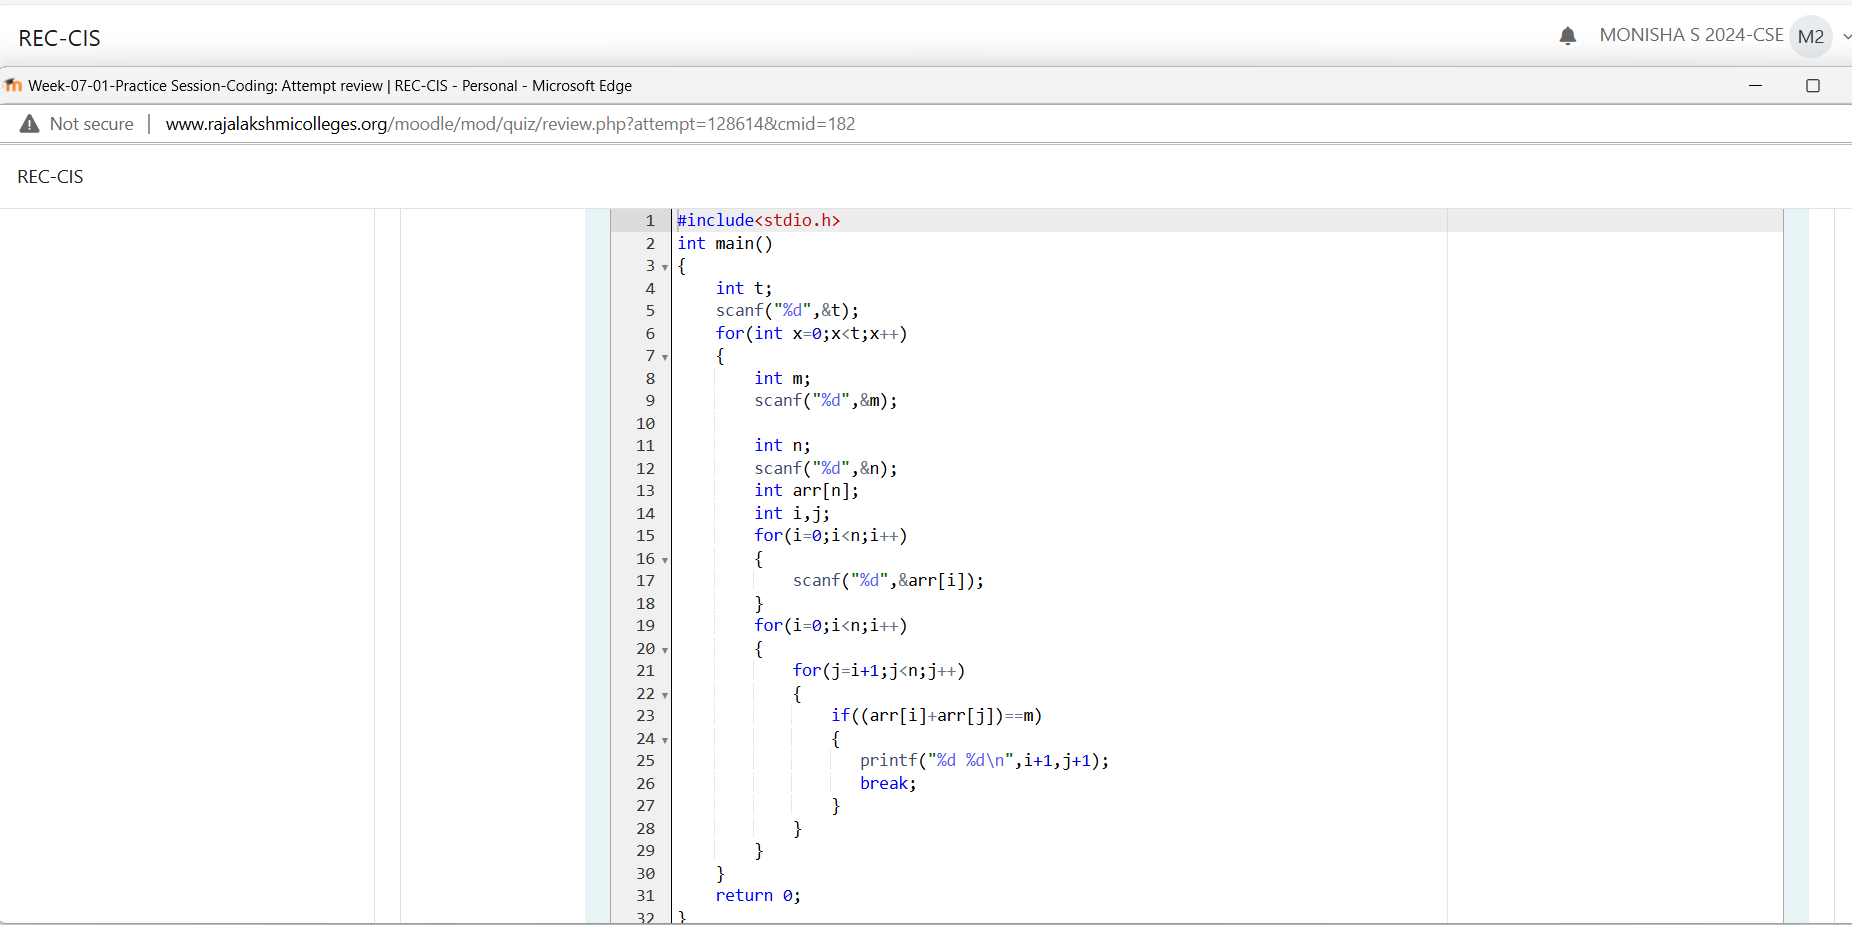 REC-CIS
MONISHA S 2024-CSE M2
Week-07-01-Practice Session-Coding: Attempt review | REC-CIS - Personal - Microsoft Edge
Not secure | www.rajalakshmicolleges.org/moodle/mod/quiz/review.php?attempt=128614&cmid=182
REC-CIS
1 #include<stdio.h>
2 int main()
3 {
4     int t;
5     scanf("%d",&t);
6     for(int x=0;x<t;x++)
7     {
8         int m;
9         scanf("%d",&m);
10
11         int n;
12         scanf("%d",&n);
13         int arr[n];
14         int i,j;
15         for(i=0;i<n;i++)
16         {
17             scanf("%d",&arr[i]);
18         }
19         for(i=0;i<n;i++)
20         {
21             for(j=i+1;j<n;j++)
22             {
23                 if((arr[i]+arr[j])==m)
24                 {
25                    printf("%d %d\n",i+1,j+1);
26                    break;
27                 }
28             }
29         }
30     }
31     return 0;
32 }